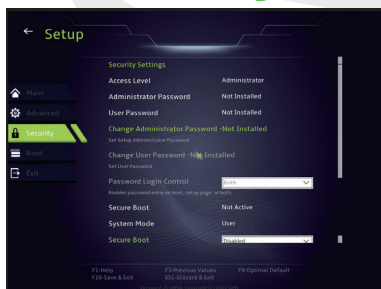 ← Setup
Security Settings
Access Level Administrator
Main
Administrator Password Not Installed
Advanced
User Password Not Installed
Security
Change Administrator Password -Not Installed
Set Setup Administrator Password
Boot
Change User Password -Not Installed
Set User Password
Exit
Password Login Control Both
Enables password entry on boot, setup page, or both.
Secure Boot Not Active
System Mode User
Secure Boot Disabled
F1-Help F3-Previous Values F9-Optimal Default
F10-Save & Exit ESC-Discard & Exit